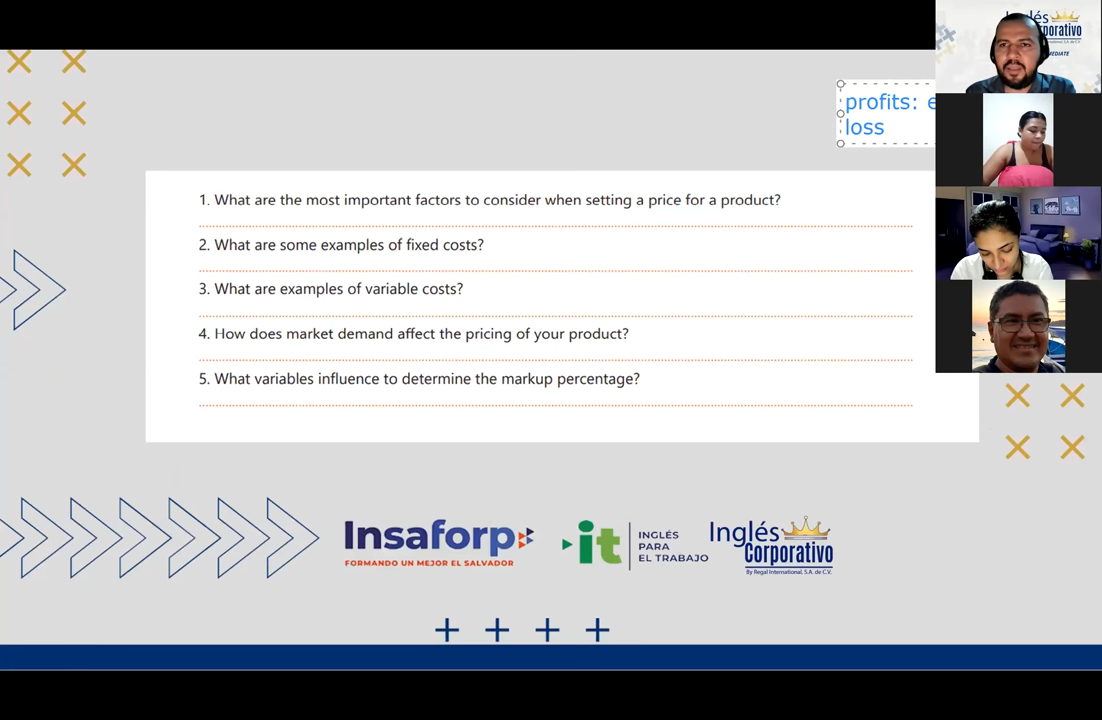 profits:
loss
1. What are the most important factors to consider when setting a price for a product?
2. What are some examples of fixed costs?
3. What are examples of variable costs?
4. How does market demand affect the pricing of your product?
5. What variables influence to determine the markup percentage?
Insaforp
FORMANDO UN MEJOR EL SALVADOR
it
INGLÉS
PARA
EL TRABAJO
Inglés
Corporativo
By Regal International, S.A. de C.V.